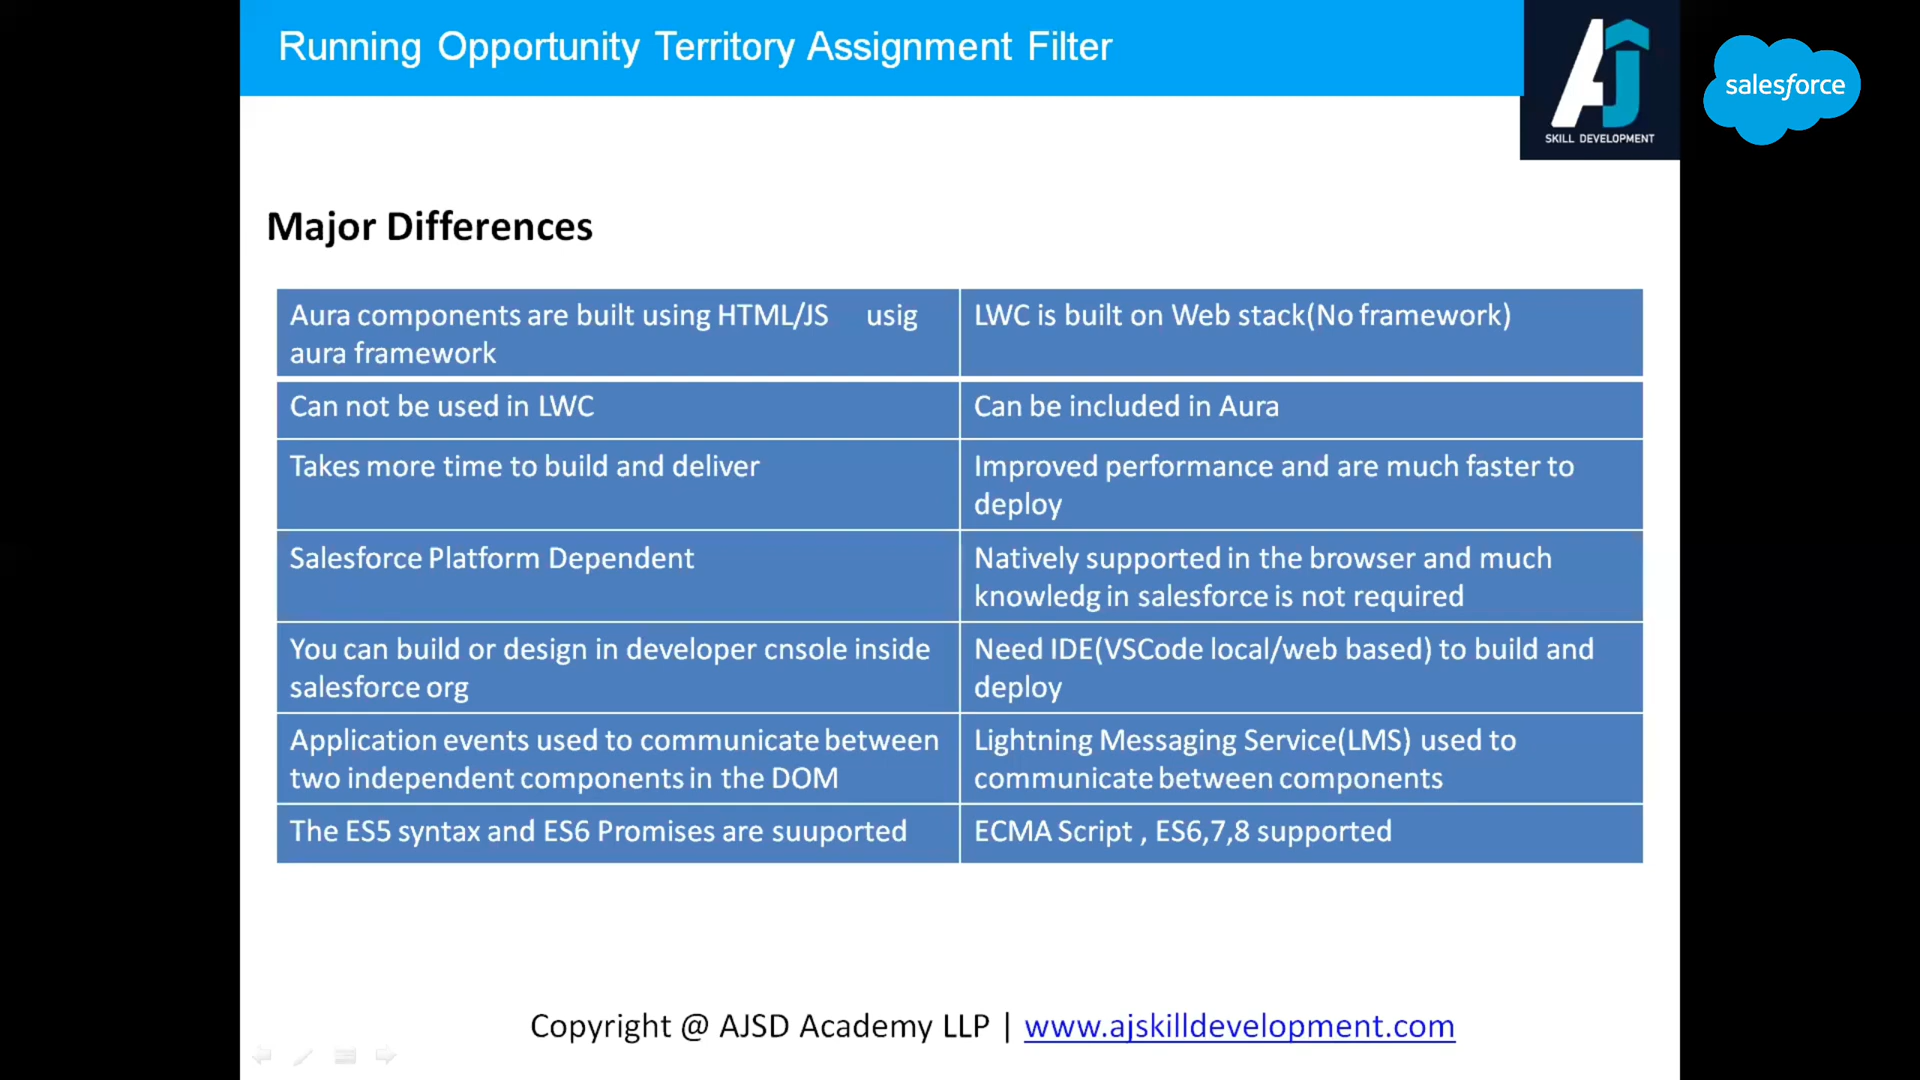 Running Opportunity Territory Assignment Filter
AJ
SKILL DEVELOPMENT
salesforce
Major Differences
Aura components are built using HTML/JS usig
aura framework
LWC is built on Web stack(No framework)
Can not be used in LWC
Can be included in Aura
Takes more time to build and deliver
Improved performance and are much faster to
deploy
Salesforce Platform Dependent
Natively supported in the browser and much
knowledg in salesforce is not required
You can build or design in developer cnsole inside
salesforce org
Need IDE(VSCode local/web based) to build and
deploy
Application events used to communicate between
two independent components in the DOM
Lightning Messaging Service(LMS) used to
communicate between components
The ES5 syntax and ES6 Promises are suuported
ECMA Script , ES6,7,8 supported
Copyright @ AJSD Academy LLP | www.ajskilldevelopment.com